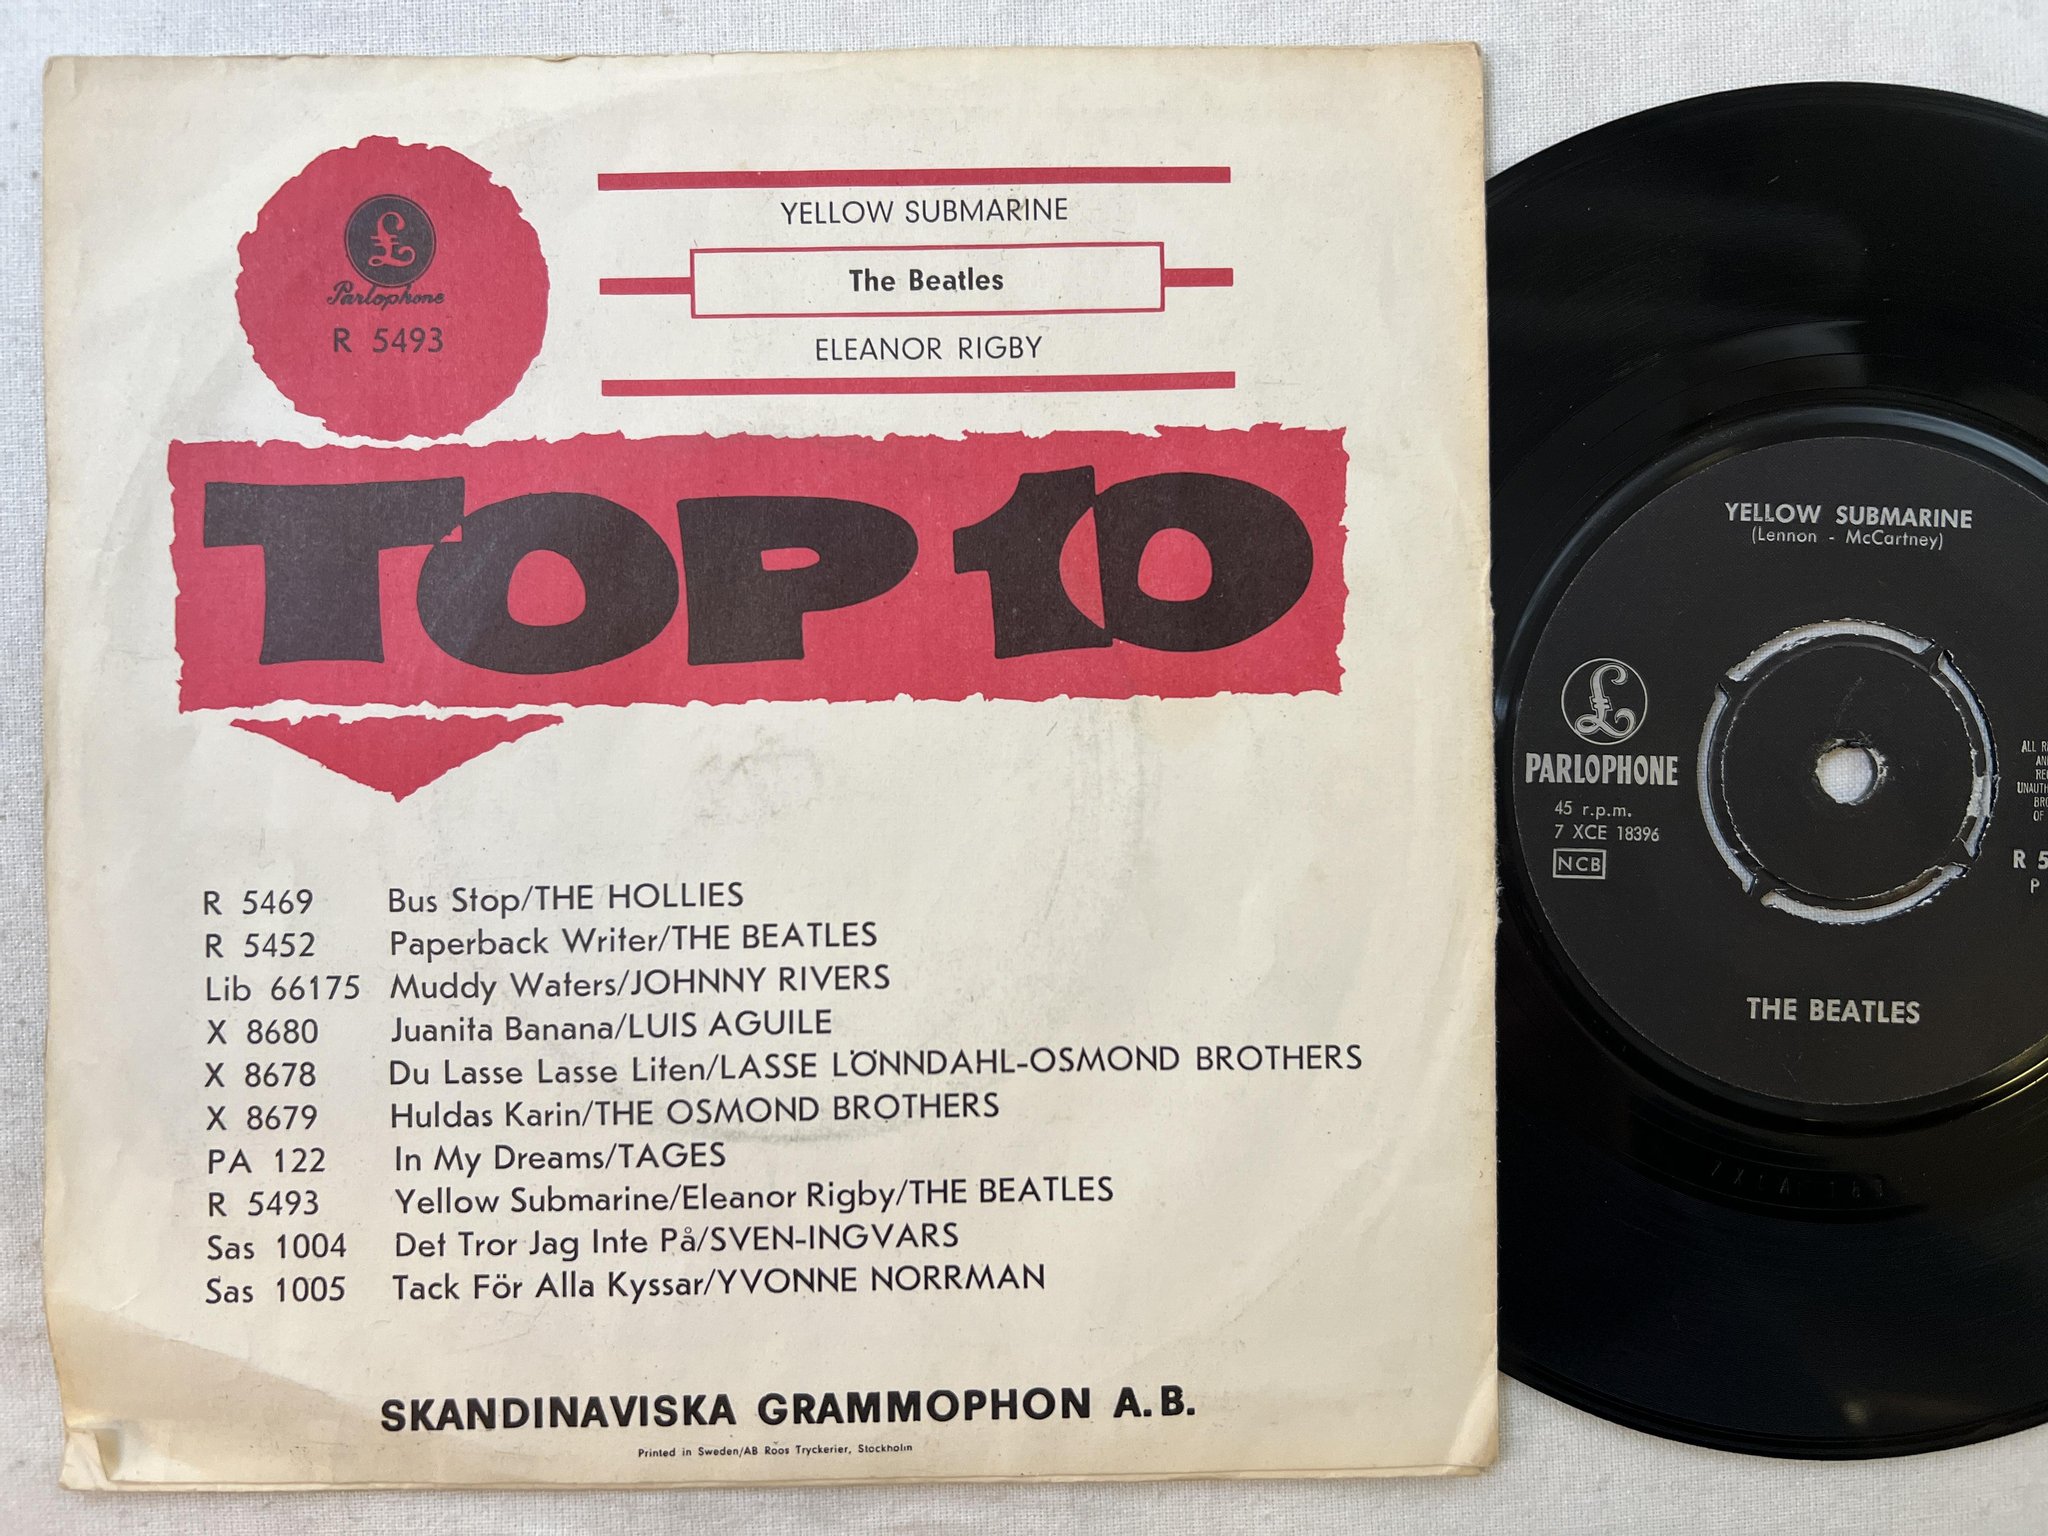 £
Parlophone
R 5493
YELLOW SUBMARINE
The Beatles
ELEANOR RIGBY
TOP 10
R 5469 Bus Stop/THE HOLLIES
R 5452 Paperback Writer/THE BEATLES
Lib 66175 Muddy Waters/JOHNNY RIVERS
X 8680 Juanita Banana/LUIS AGUILE
X 8678 Du Lasse Lasse Liten/LASSE LÖNNDAHL-OSMOND BROTHERS
X 8679 Huldas Karin/THE OSMOND BROTHERS
PA 122 In My Dreams/TAGES
R 5493 Yellow Submarine/Eleanor Rigby/THE BEATLES
Sas 1004 Det Tror Jag Inte På/SVEN-INGVARS
Sas 1005 Tack För Alla Kyssar/YVONNE NORRMAN
SKANDINAVISKA GRAMMOPHON A.B.
Printed in Sweden/AB Roos Tryckerier, Stockholm
YELLOW SUBMARINE
(Lennon - McCartney)
£
PARLOPHONE
45 r.p.m.
7 XCE 18396
NCB
ALL
OF
R 5
P
THE BEATLES